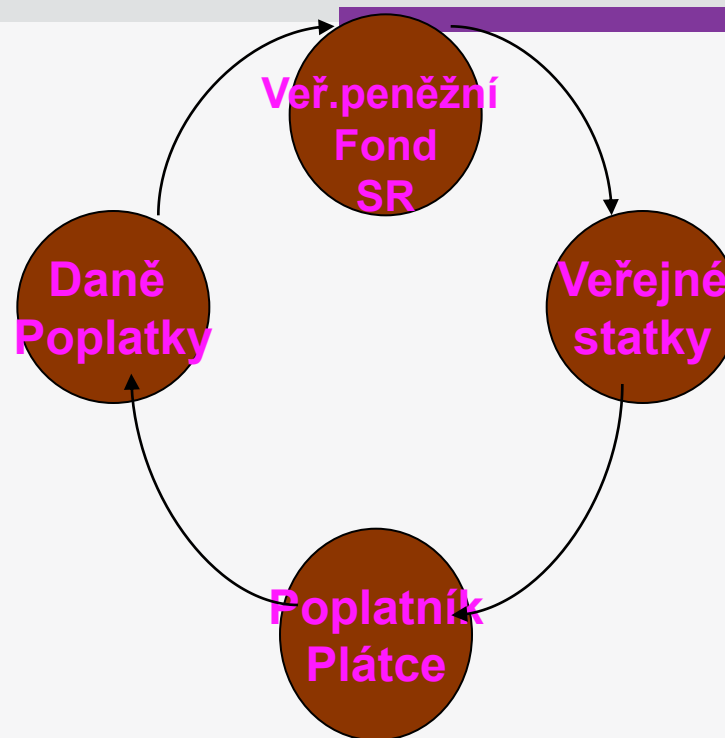 Veř.peněžní
Fond
SR
Daně
Poplatky
Veřejné
statky
Poplatník
Plátce